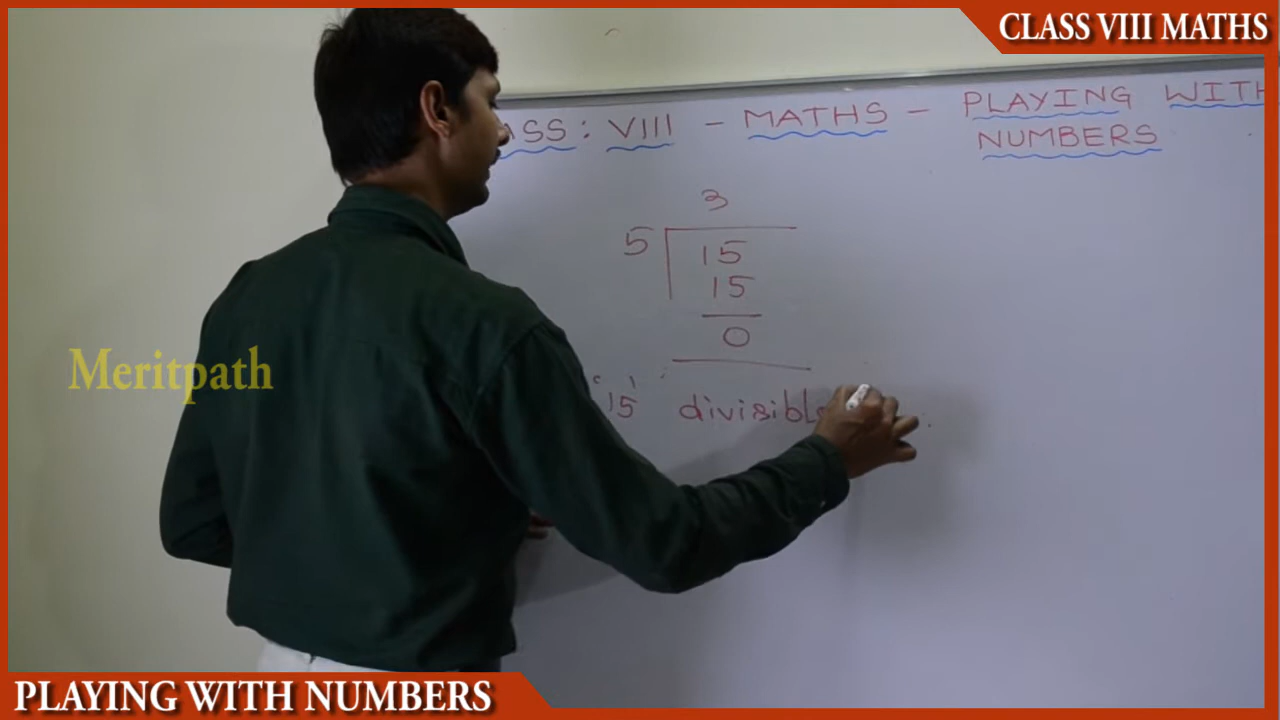 CLASS VIII MATHS
ASS: VIII - MATHS - PLAYING WITH
NUMBERS
3
5 15
15
0
15 divisible
Meritpath
PLAYING WITH NUMBERS